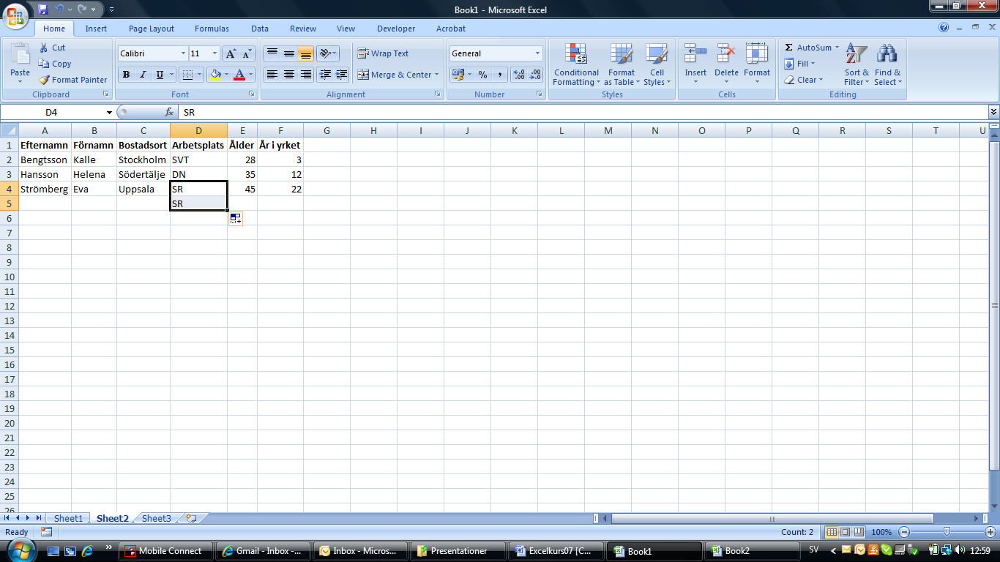 Book1 - Microsoft Excel
Home Insert Page Layout Formulas Data Review View Developer Acrobat
Paste Cut Copy Format Painter Clipboard
Calibri 11 A A B I U A Font
Wrap Text Merge & Center Alignment
General % , .0 .00 .00 .0 Number
Conditional Formatting Format as Table Cell Styles Styles
Insert Delete Format Cells
Σ AutoSum Fill Clear Sort & Filter Find & Select Editing
D4 fx SR
A B C D E F G H I J K L M N O P Q R S T U
1 Efternamn Förnamn Bostadsort Arbetsplats Ålder År i yrket
2 Bengtsson Kalle Stockholm SVT 28 3
3 Hansson Helena Södertälje DN 35 12
4 Strömberg Eva Uppsala SR 45 22
5 SR
6
7
8
9
10
11
12
13
14
15
16
17
18
19
20
21
22
23
24
25
26
Sheet1 Sheet2 Sheet3
Ready Count: 2 100%
Mobile Connect Gmail - Inbox -... Inbox - Micros... Presentationer Excelkurs07 [C... Book1 Book2 SV 12:59